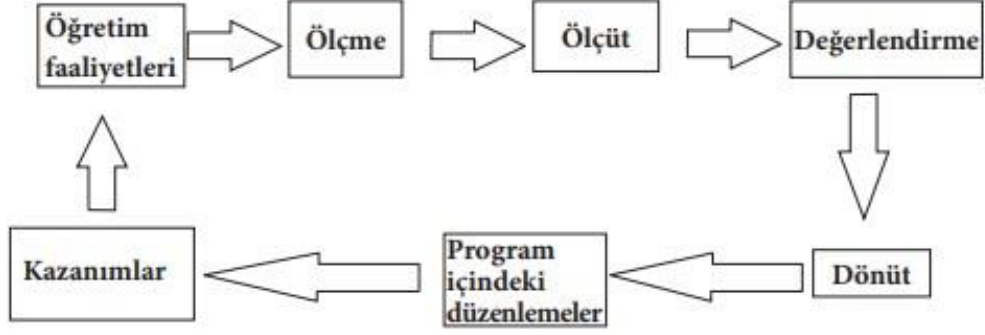 Öğretim
faaliyetleri
Ölçme
Ölçüt
Değerlendirme
Kazanımlar
Program
içindeki
düzenlemeler
Dönüt